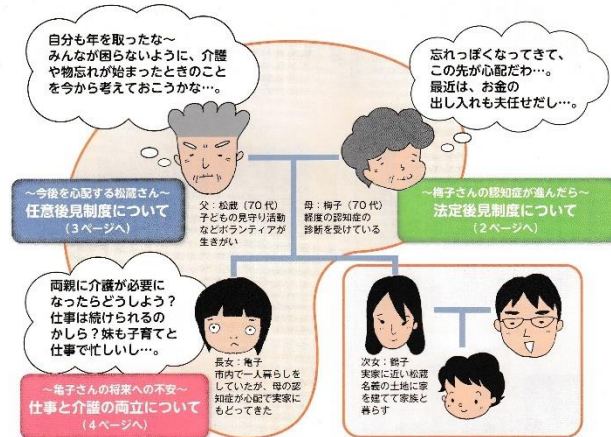 自分も年を取ったな～
みんなが困らないように、介護
や物忘れが始まったときのこと
を今から考えておこうかな…。
忘れっぽくなってきて、
この先が心配だわ…。
最近は、お金の
出し入れも夫任せだし…。
～今後を心配する松蔵さん～
任意後見制度について
（3ページへ）
父：松蔵（70代）
子どもの見守り活動
などボランティアが
生きがい
母：梅子（70代）
軽度の認知症の
診断を受けている
～梅子さんの認知症が進んだら～
法定後見制度について
（2ページへ）
両親に介護が必要に
なったらどうしよう？
仕事は続けられるの
かしら？妹も子育てと
仕事で忙しいし…。
～亀子さんの将来への不安～
仕事と介護の両立について
（4ページへ）
長女：亀子
市内で一人暮らしを
していたが、母の認
知症が心配で実家に
もどってきた
次女：鶴子
実家に近い松蔵
名義の土地に家
を建てて家族と
暮らす